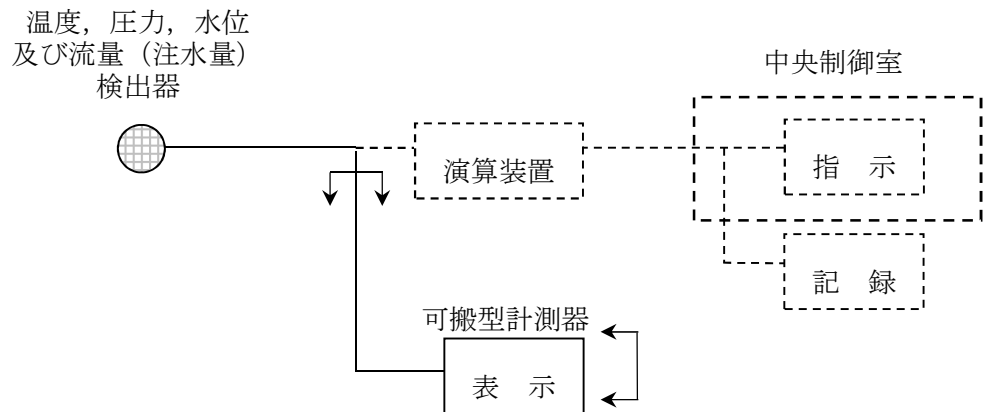 温度，圧力，水位
及び流量（注水量）
検出器
中央制御室
演算装置
指　示
記　録
可搬型計測器
表　示